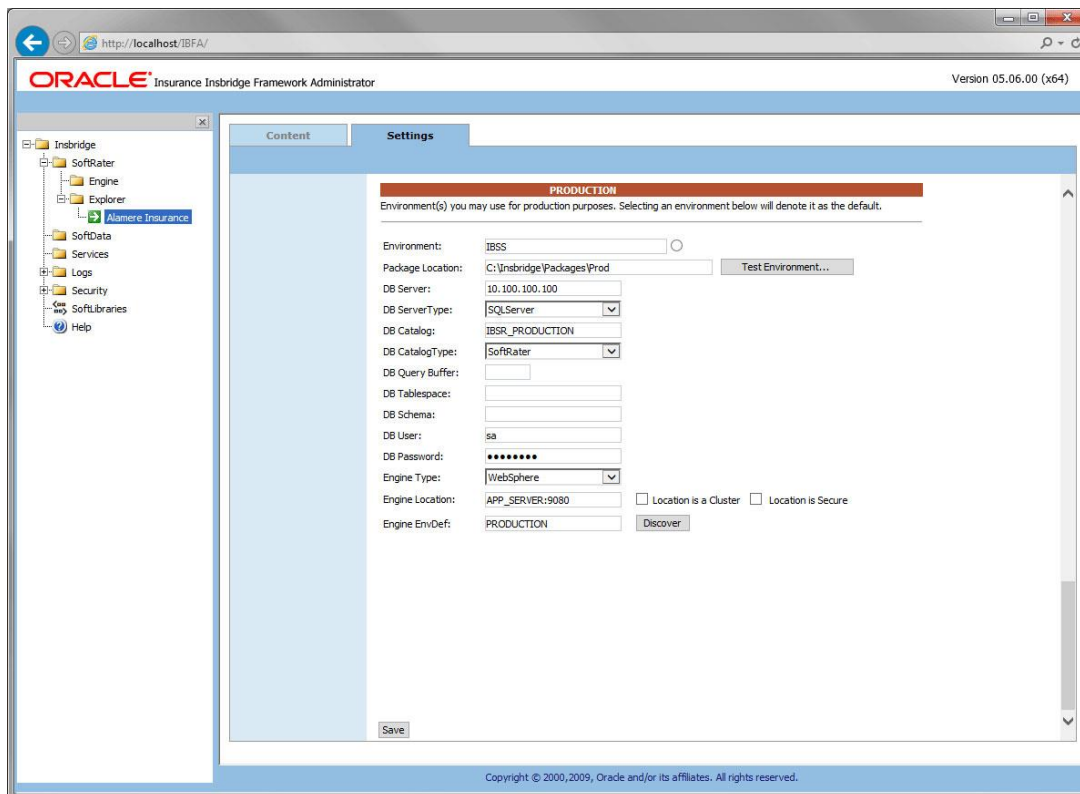 http://localhost/IBFA/
ORACLE® Insurance Insbridge Framework Administrator
Version 05.06.00 (x64)
Insbridge
SoftRater
Engine
Explorer
Alamere Insurance
SoftData
Services
Logs
Security
SoftLibraries
Help
Content
Settings
PRODUCTION
Environment(s) you may use for production purposes. Selecting an environment below will denote it as the default.
Environment: IBSS
Package Location: C:\Insbridge\Packages\Prod Test Environment...
DB Server: 10.100.100.100
DB ServerType: SQLServer
DB Catalog: IBSR_PRODUCTION
DB CatalogType: SoftRater
DB Query Buffer:
DB Tablespace:
DB Schema:
DB User: sa
DB Password: ••••••••
Engine Type: WebSphere
Engine Location: APP_SERVER:9080 Location is a Cluster Location is Secure
Engine EnvDef: PRODUCTION Discover
Save
Copyright © 2000,2009, Oracle and/or its affiliates. All rights reserved.